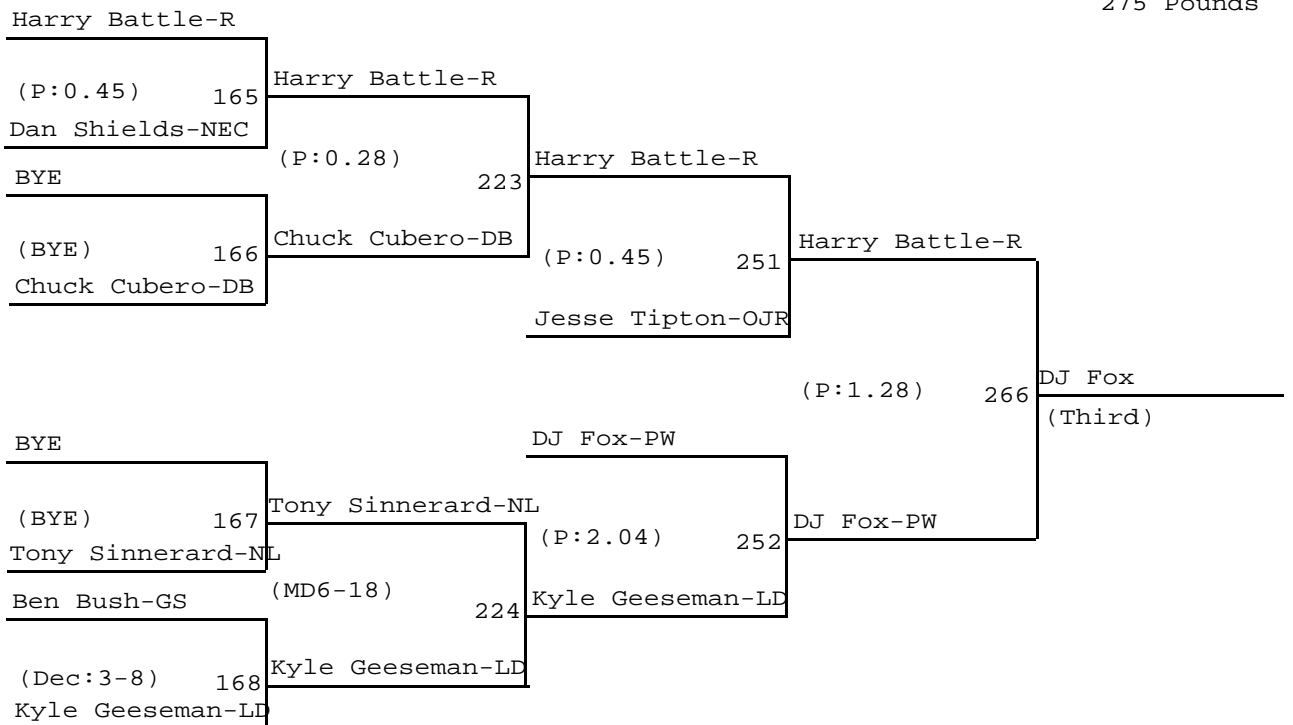 275 Pounds
Harry Battle-R
Harry Battle-R
(P:0.45) 165
Dan Shields-NEC
(P:0.28) 223
Harry Battle-R
BYE
Chuck Cubero-DB
Harry Battle-R
(BYE) 166
(P:0.45) 251
Chuck Cubero-DB
Jesse Tipton-OJR
DJ Fox
(P:1.28) 266
(Third)
BYE
DJ Fox-PW
Tony Sinnerard-NL
(BYE) 167
DJ Fox-PW
(P:2.04) 252
Tony Sinnerard-NL
Ben Bush-GS
(MD6-18) 224
Kyle Geeseman-LD
Kyle Geeseman-LD
(Dec:3-8) 168
Kyle Geeseman-LD